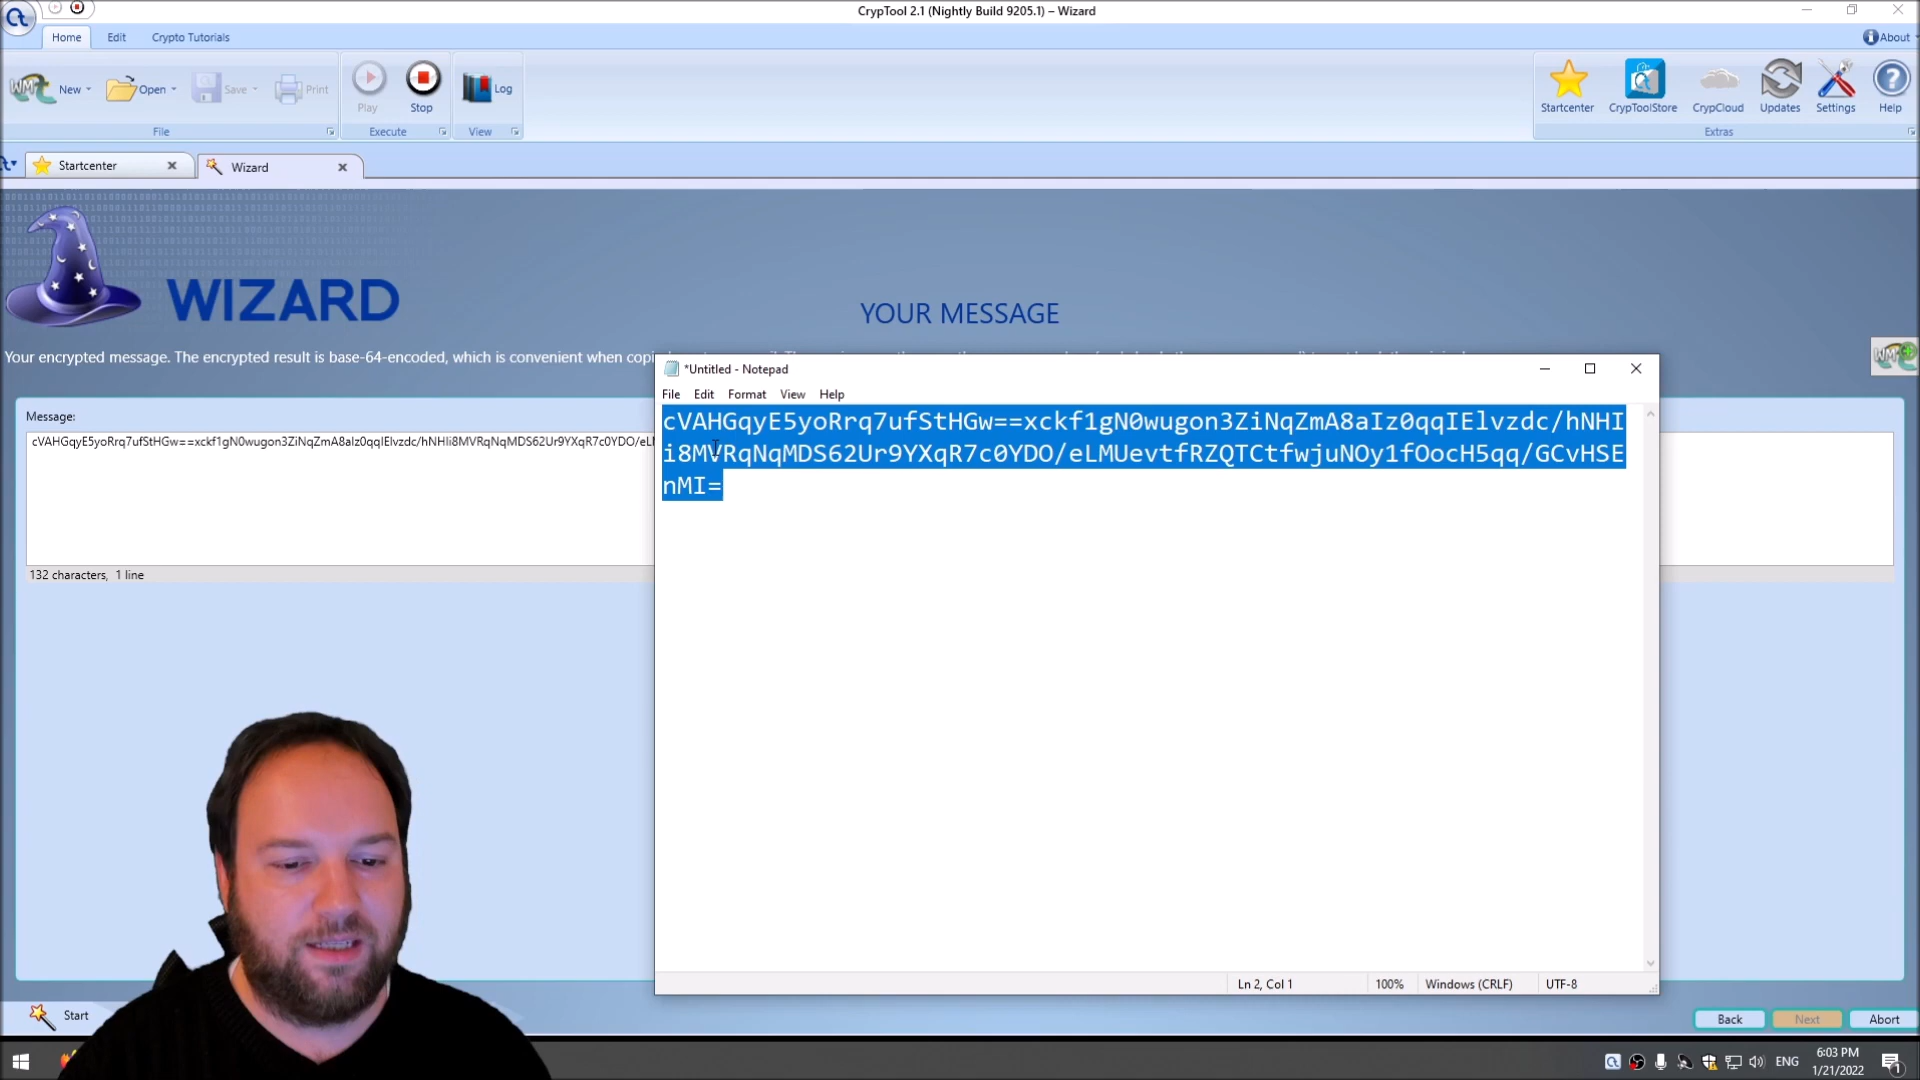 CrypTool 2.1 (Nightly Build 9205.1) – Wizard
Home Edit Crypto Tutorials
About
New Open Save Print Play Stop Log
Startcenter CrypToolStore CrypCloud Updates Settings Help
File Execute View Extras
Startcenter Wizard
WIZARD
YOUR MESSAGE
Your encrypted message. The encrypted result is base-64-encoded, which is convenient when
*Untitled - Notepad
File Edit Format View Help
cVAHGqyE5yoRrq7ufStHGw==xckf1gN0wugon3ZiNqZmA8aIz0qqIElvzdc/hNHI
i8MVRqNqMDS62Ur9YXqR7c0YDO/eLMUevtfRZQTCtfwjuNOy1fOocH5qq/GCvHSE
nMI=
Message:
cVAHGqyE5yoRrq7ufStHGw==xckf1gN0wugon3ZiNqZmA8aIz0qqIElvzdc/hNHIi8MVRqNqMDS62Ur9YXqR7c0YDO/eL
132 characters, 1 line
Ln 2, Col 1 100% Windows (CRLF) UTF-8
Start
Back Next Abort
ENG
6:03 PM
1/21/2022
1